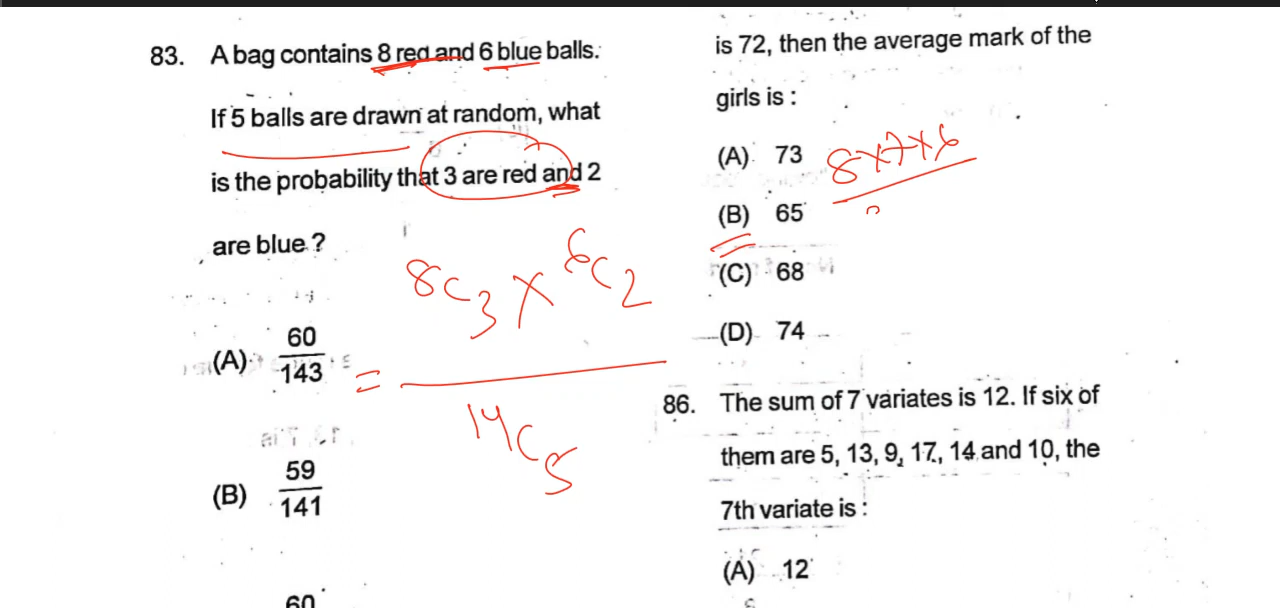 83. A bag contains 8 red and 6 blue balls.
If 5 balls are drawn at random, what
is the probability that 3 are red and 2
are blue ?
8C3 × 6C2
=
14C5
(A) 60
143
(B) 59
141
60
is 72, then the average mark of the
girls is :
(A) 73
8×7×6
(B) 65
(C) 68
(D) 74
86. The sum of 7 variates is 12. If six of
them are 5, 13, 9, 17, 14 and 10, the
7th variate is :
(A) 12